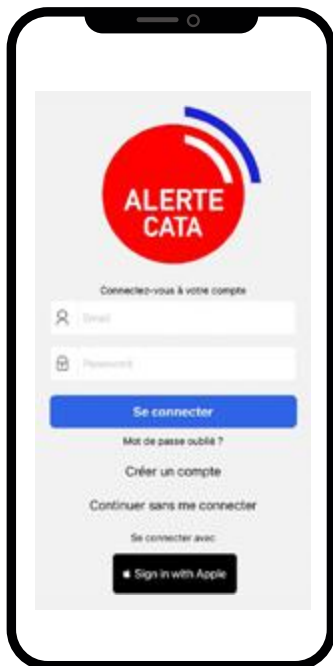 ALERTE
CATA
Connectez-vous à votre compte
Email
Password
Se connecter
Mot de passe oublié ?
Créer un compte
Continuer sans me connecter
Se connecter avec
Sign in with Apple